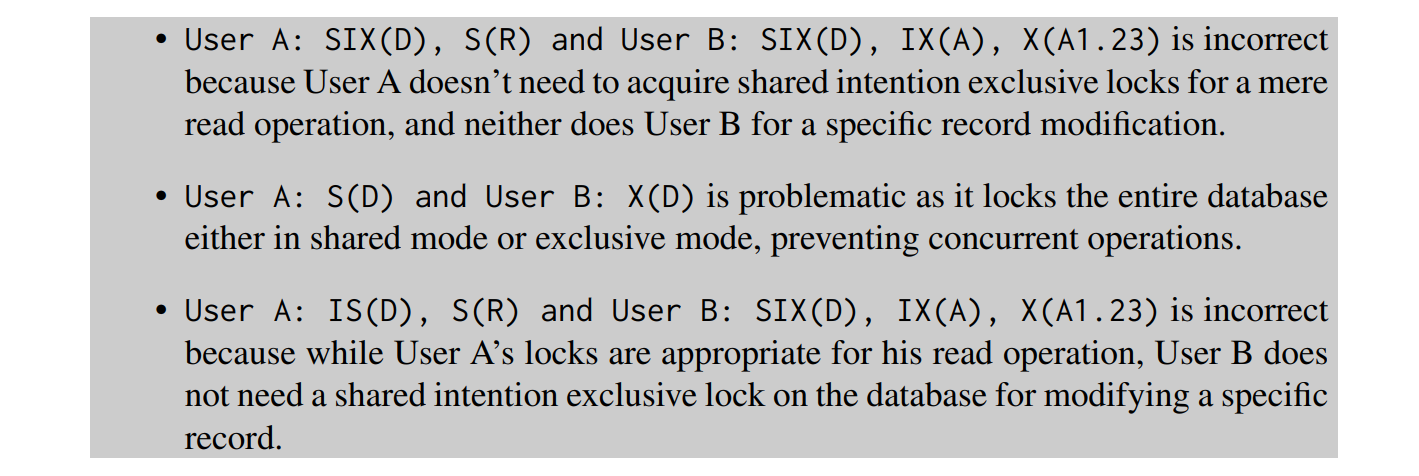 • User A: SIX(D), S(R) and User B: SIX(D), IX(A), X(A1.23) is incorrect
because User A doesn’t need to acquire shared intention exclusive locks for a mere
read operation, and neither does User B for a specific record modification.
• User A: S(D) and User B: X(D) is problematic as it locks the entire database
either in shared mode or exclusive mode, preventing concurrent operations.
• User A: IS(D), S(R) and User B: SIX(D), IX(A), X(A1.23) is incorrect
because while User A’s locks are appropriate for his read operation, User B does
not need a shared intention exclusive lock on the database for modifying a specific
record.